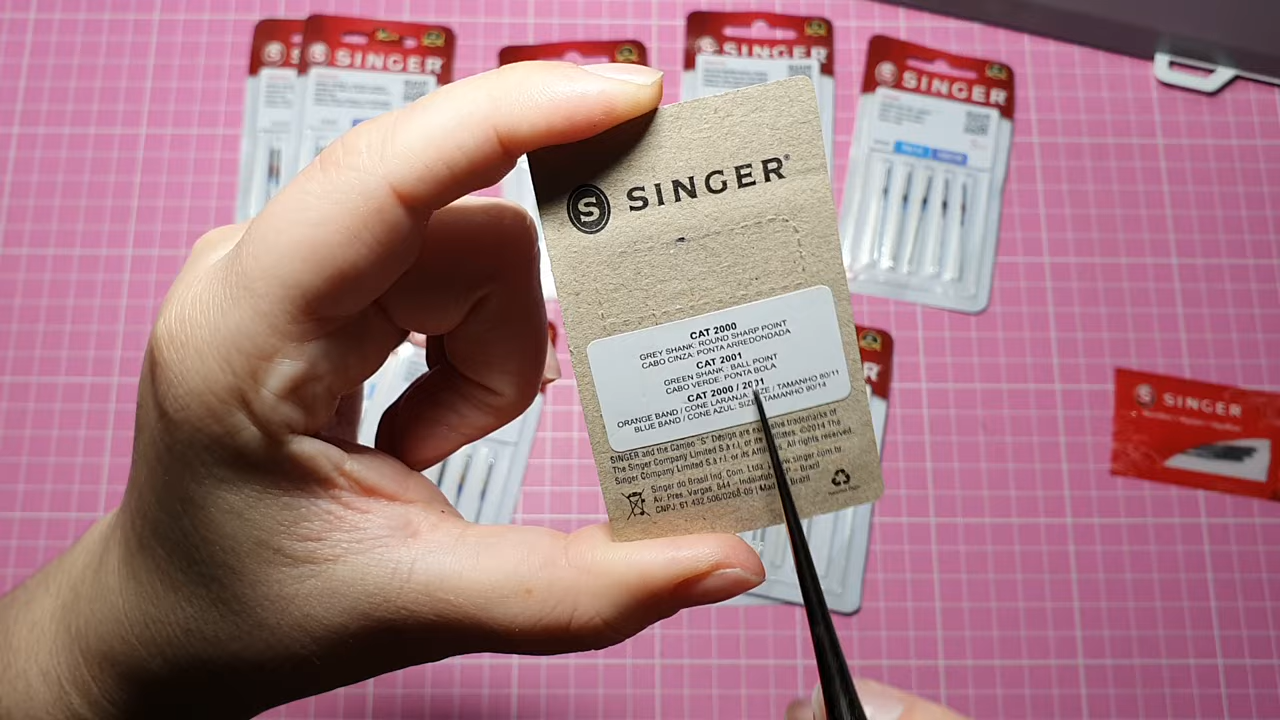 SINGER
SINGER
SINGER
SINGER
SINGER®
CAT 2000
GREY SHANK: ROUND SHARP POINT
CABO CINZA: PONTA ARREDONDADA
CAT 2001
GREEN SHANK : BALL POINT
CABO VERDE: PONTA BOLA
CAT 2000 / 2001
ORANGE BAND / CONE LARANJA: SIZE / TAMANHO 80/11
BLUE BAND / CONE AZUL: SIZE TAMANHO 90/14
SINGER and the Cameo "S" Design are exclusive trademarks of
The Singer Company Limited S.à r.l. or its Affiliates. ©2014 The
Singer Company Limited S.à r.l. or its Affiliates. All rights reserved.
Singer do Brasil Ind. Com. Ltda. www.singer.com.br
Av. Pres. Vargas, 844 – Indaiatuba SP – Brazil
CNPJ: 61.432.506/0268-05 | Brazil
SINGER